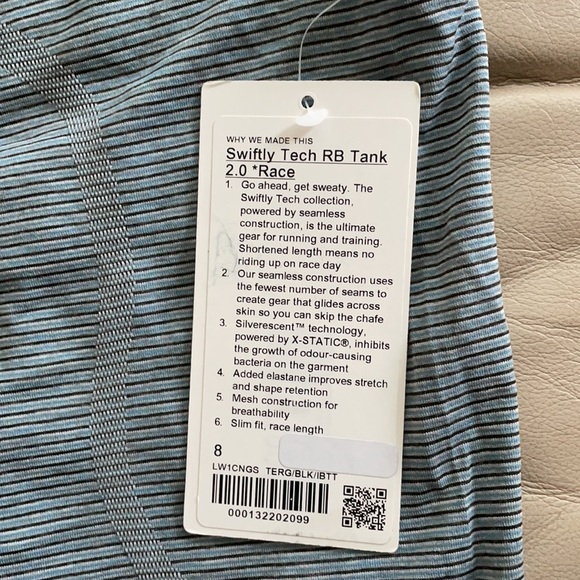 WHY WE MADE THIS
Swiftly Tech RB Tank
2.0 *Race
1. Go ahead, get sweaty. The
Swiftly Tech collection,
powered by seamless
construction, is the ultimate
gear for running and training.
Shortened length means no
riding up on race day
2. Our seamless construction uses
the fewest number of seams to
create gear that glides across
skin so you can skip the chafe
3. Silverescent™ technology,
powered by X-STATIC®, inhibits
the growth of odour-causing
bacteria on the garment
4. Added elastane improves stretch
and shape retention
5. Mesh construction for
breathability
6. Slim fit, race length
8
LW1CNGS TERG/BLK/IBTT
000132202099